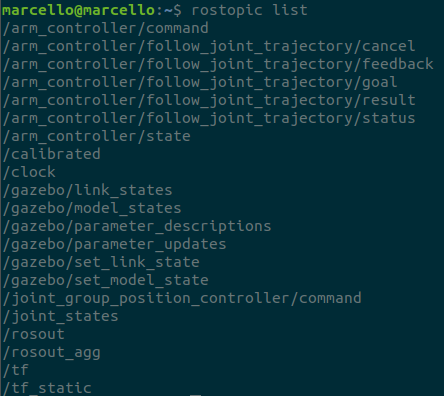 marcello@marcello:~$ rostopic list
/arm_controller/command
/arm_controller/follow_joint_trajectory/cancel
/arm_controller/follow_joint_trajectory/feedback
/arm_controller/follow_joint_trajectory/goal
/arm_controller/follow_joint_trajectory/result
/arm_controller/follow_joint_trajectory/status
/arm_controller/state
/calibrated
/clock
/gazebo/link_states
/gazebo/model_states
/gazebo/parameter_descriptions
/gazebo/parameter_updates
/gazebo/set_link_state
/gazebo/set_model_state
/joint_group_position_controller/command
/joint_states
/rosout
/rosout_agg
/tf
/tf_static